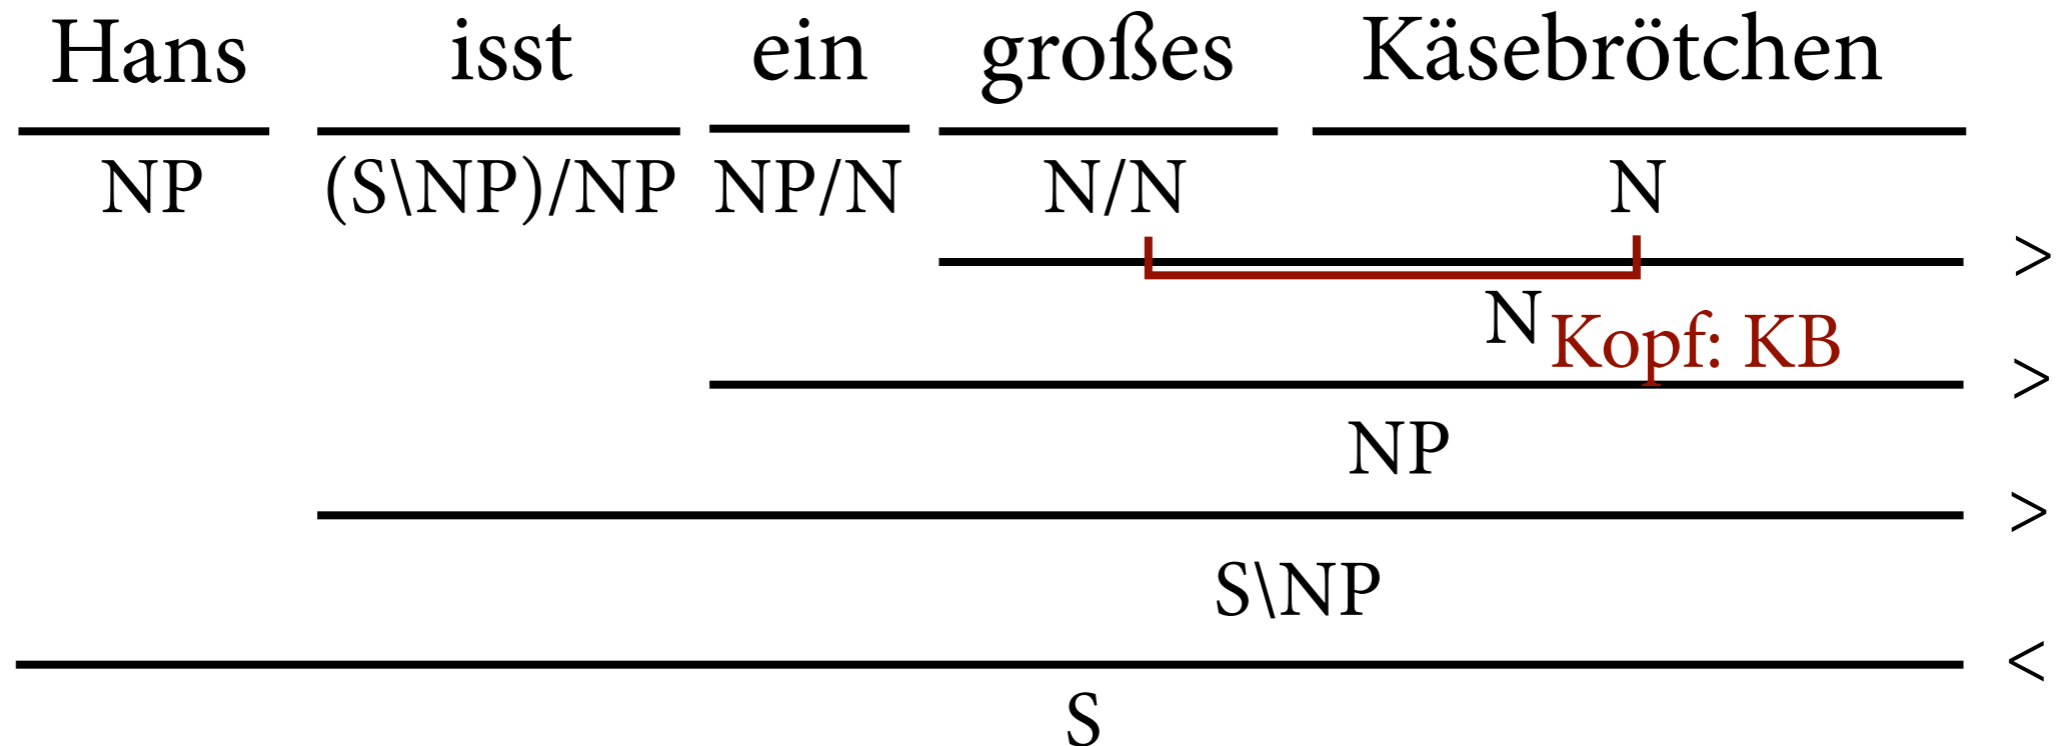 Hans isst ein großes Käsebrötchen
NP (S\NP)/NP NP/N N/N N
>
N Kopf: KB
>
NP
>
S\NP
<
S